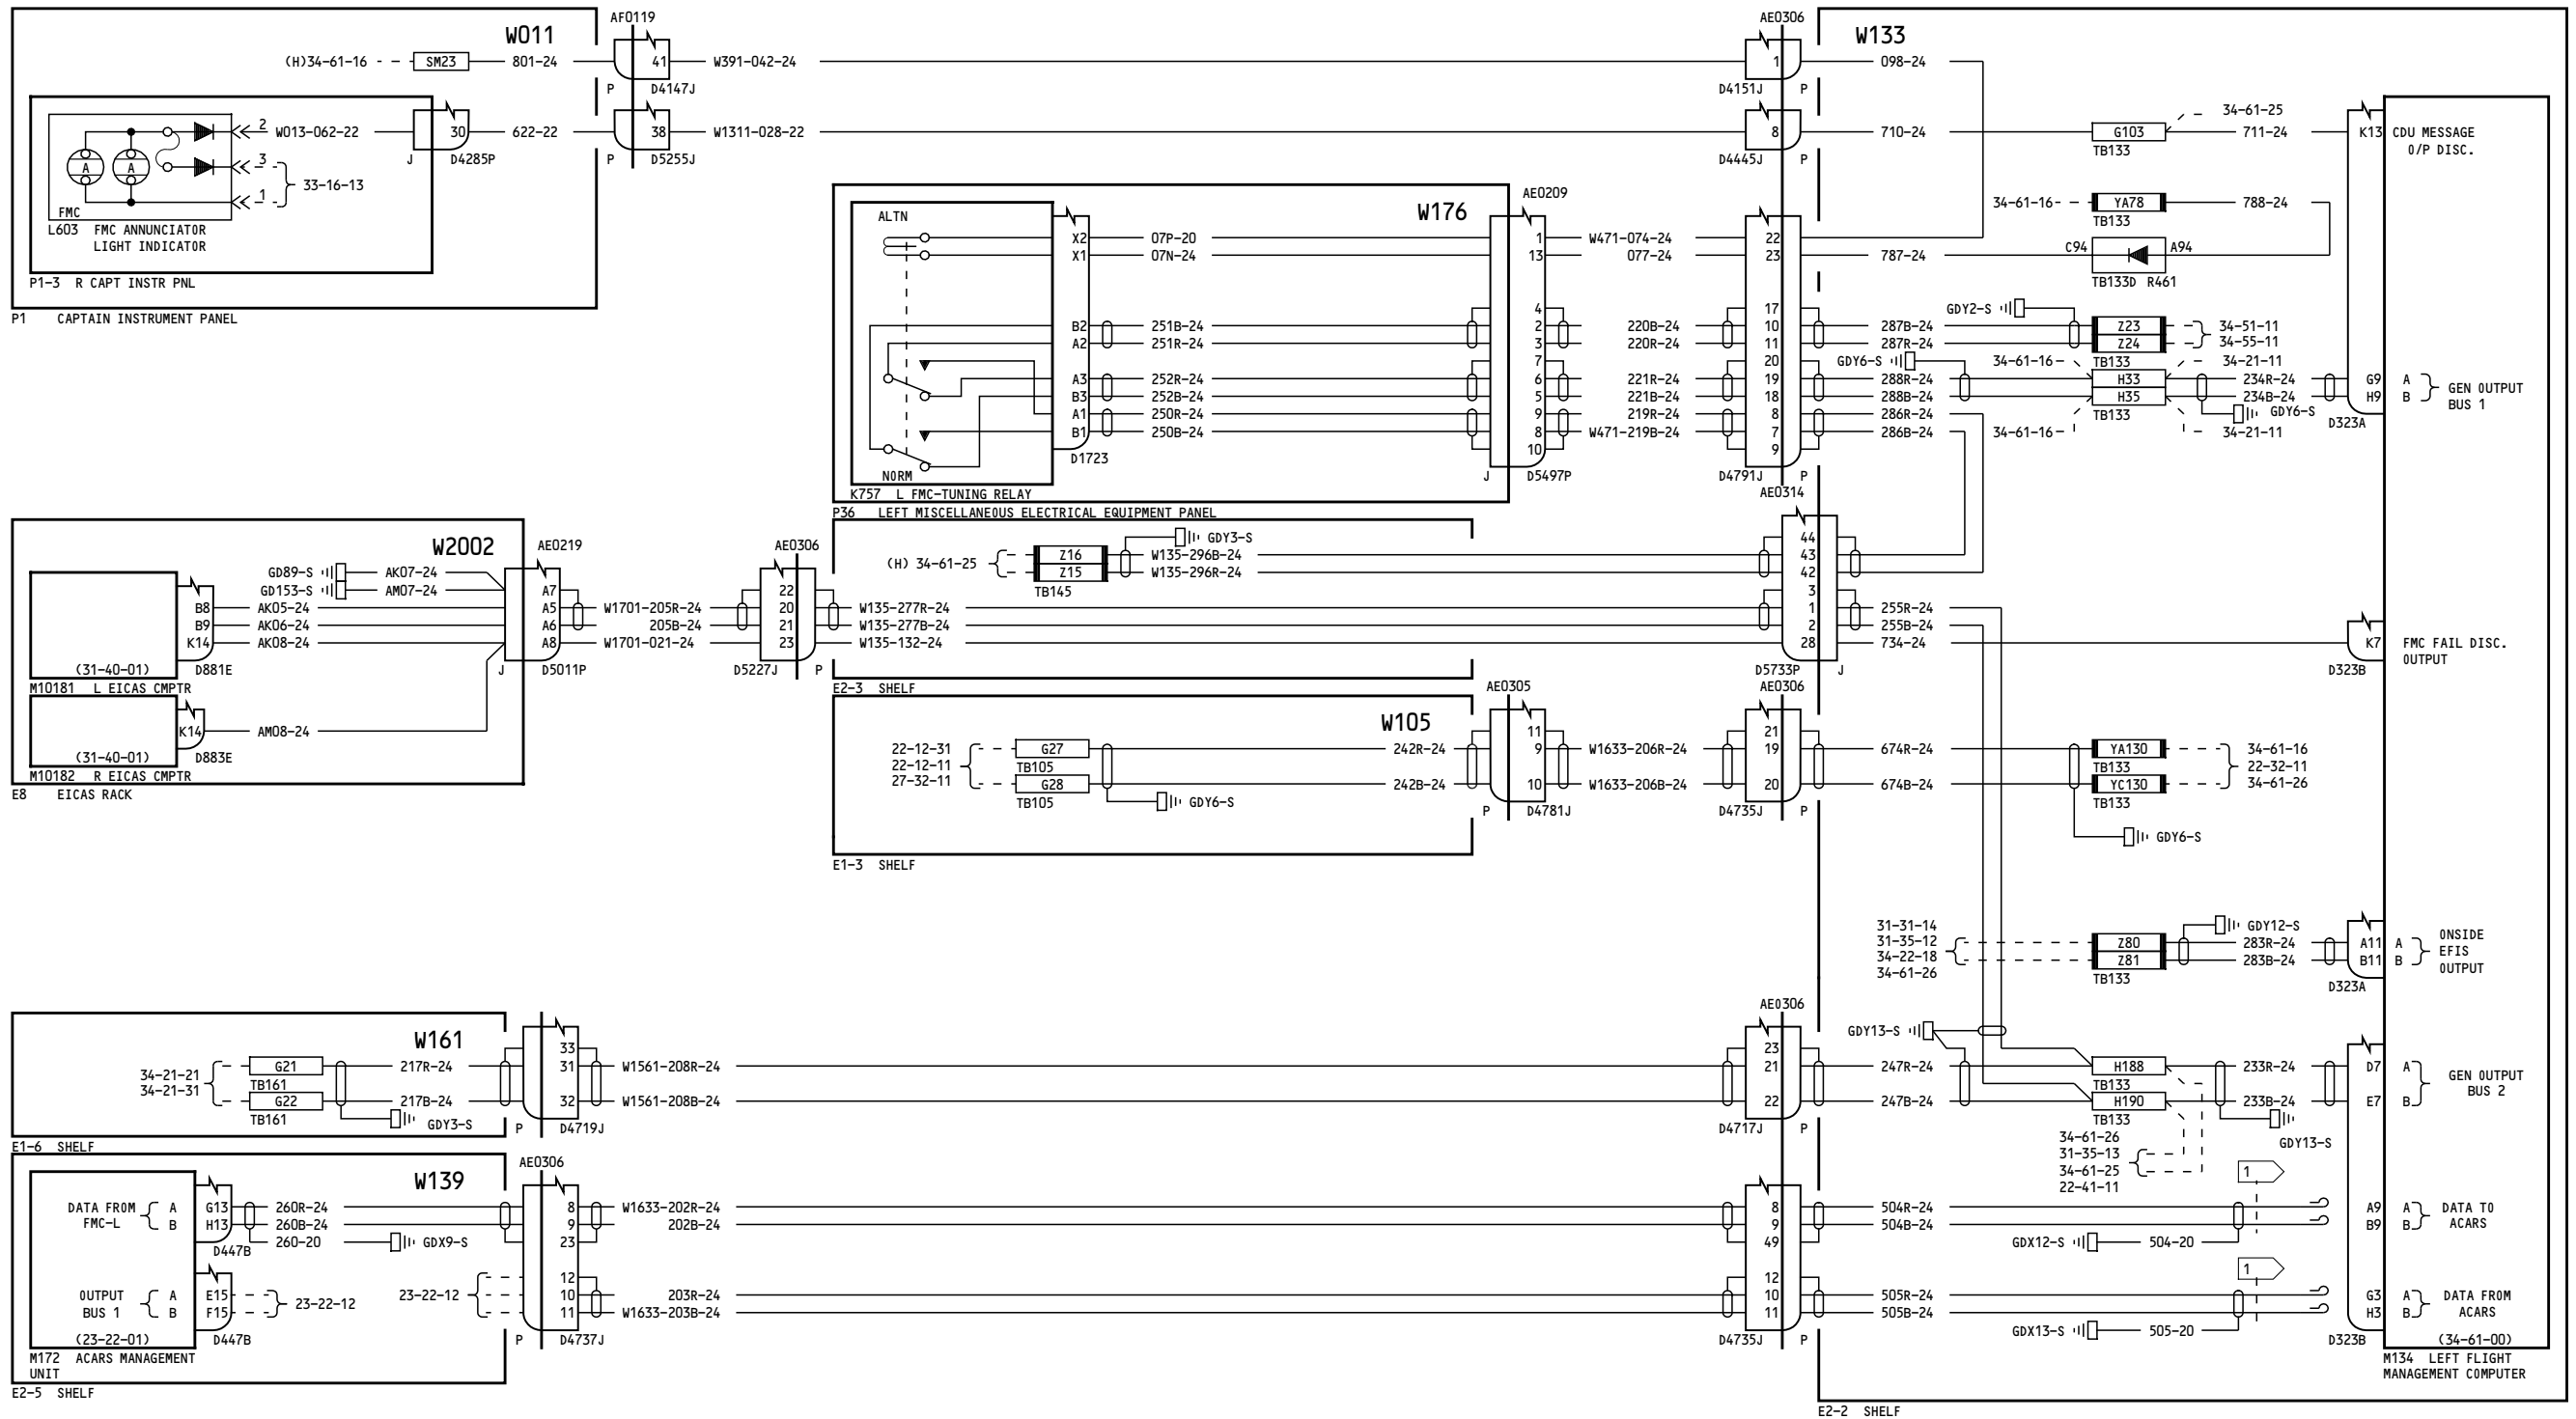 W011
AF0119
AE0306
W133
(H)34-61-16
SM23
801-24
41
W391-042-24
1
098-24
P
D4147J
D4151J
P
2
W013-062-22
30
622-22
38
W1311-028-22
8
710-24
G103
TB133
34-61-25
711-24
K13
CDU MESSAGE
O/P DISC.
J
D4285P
P
D5255J
D4445J
P
A
A
3
1
33-16-13
FMC
L603 FMC ANNUNCIATOR
LIGHT INDICATOR
P1-3 R CAPT INSTR PNL
P1 CAPTAIN INSTRUMENT PANEL
ALTN
W176
AE0209
34-61-16
YA78
TB133
788-24
X2
07P-20
1
W471-074-24
22
X1
07N-24
13
077-24
23
787-24
C94
A94
TB133D R461
4
17
GDY2-S
B2
251B-24
2
220B-24
10
287B-24
Z23
34-51-11
A2
251R-24
3
220R-24
11
287R-24
Z24
34-55-11
TB133
7
20
GDY6-S
34-61-16
34-21-11
A3
252R-24
6
221R-24
19
288R-24
H33
234R-24
G9
A
B3
252B-24
5
221B-24
18
288B-24
H35
234B-24
H9
B
GEN OUTPUT
BUS 1
A1
250R-24
9
219R-24
8
286R-24
TB133
GDY6-S
D323A
B1
250B-24
8
W471-219B-24
7
286B-24
34-61-16
34-21-11
10
9
D1723
NORM
J
D5497P
D4791J
P
K757 L FMC-TUNING RELAY
AE0314
P36 LEFT MISCELLANEOUS ELECTRICAL EQUIPMENT PANEL
W2002
AE0219
AE0306
GDY3-S
44
(H) 34-61-25
Z16
W135-296B-24
43
Z15
W135-296R-24
42
TB145
GD89-S
AK07-24
GD153-S
AM07-24
A7
22
3
B8
AK05-24
A5
W1701-205R-24
20
W135-277R-24
1
255R-24
B9
AK06-24
A6
205B-24
21
W135-277B-24
2
255B-24
K14
AK08-24
A8
W1701-021-24
23
W135-132-24
28
734-24
K7
FMC FAIL DISC.
OUTPUT
(31-40-01)
D881E
J
D5011P
D5227J
P
D5733P
J
D323B
M10181 L EICAS CMPTR
E2-3 SHELF
AE0305
AE0306
K14
AM08-24
(31-40-01)
D883E
M10182 R EICAS CMPTR
E8 EICAS RACK
W105
11
21
22-12-31
22-12-11
27-32-11
G27
TB105
242R-24
9
W1633-206R-24
19
674R-24
YA130
TB133
34-61-16
22-32-11
34-61-26
G28
TB105
242B-24
10
W1633-206B-24
20
674B-24
YC130
TB133
GDY6-S
P
D4781J
D4735J
P
GDY6-S
E1-3 SHELF
31-31-14
31-35-12
34-22-18
34-61-26
GDY12-S
Z80
283R-24
A11
A
Z81
283B-24
B11
B
TB133
ONSIDE
EFIS
OUTPUT
D323A
AE0306
W161
GDY13-S
33
23
34-21-21
34-21-31
G21
TB161
217R-24
31
W1561-208R-24
21
247R-24
H188
TB133
233R-24
D7
A
G22
TB161
217B-24
32
W1561-208B-24
22
247B-24
H190
TB133
233B-24
E7
B
GEN OUTPUT
BUS 2
GDY3-S
P
D4719J
D4717J
P
GDY13-S
E1-6 SHELF
34-61-26
31-35-13
34-61-25
22-41-11
W139
AE0306
1
DATA FROM
FMC-L
A
G13
260R-24
8
W1633-202R-24
8
504R-24
A9
A
B
H13
260B-24
9
202B-24
9
504B-24
B9
B
DATA TO
ACARS
D447B
260-20
GDX9-S
23
49
GDX12-S
504-20
1
12
12
OUTPUT
BUS 1
A
E15
B
F15
23-22-12
23-22-12
10
203R-24
10
505R-24
G3
A
11
W1633-203B-24
11
505B-24
H3
B
DATA FROM
ACARS
GDX13-S
505-20
(23-22-01)
D447B
P
D4737J
D4735J
P
D323B
(34-61-00)
M172 ACARS MANAGEMENT
UNIT
M134 LEFT FLIGHT
MANAGEMENT COMPUTER
E2-5 SHELF
E2-2 SHELF